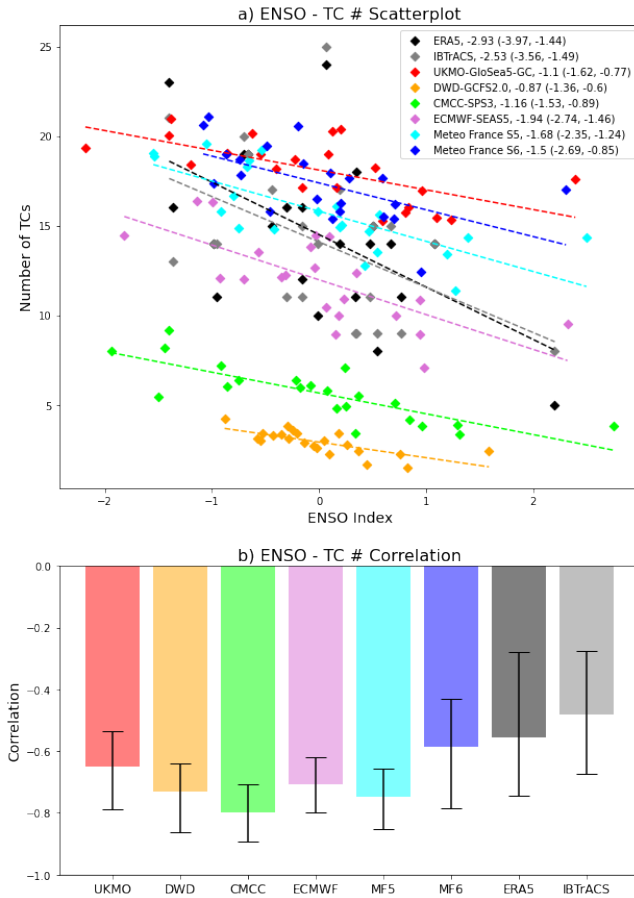 a) ENSO - TC # Scatterplot
ERA5, -2.93 (-3.97, -1.44)
IBTrACS, -2.53 (-3.56, -1.49)
UKMO-GloSea5-GC, -1.1 (-1.62, -0.77)
DWD-GCFS2.0, -0.87 (-1.36, -0.6)
CMCC-SPS3, -1.16 (-1.53, -0.89)
ECMWF-SEAS5, -1.94 (-2.74, -1.46)
Meteo France S5, -1.68 (-2.35, -1.24)
Meteo France S6, -1.5 (-2.69, -0.85)
25
20
15
10
5
Number of TCs
−2 −1 0 1 2
ENSO Index
b) ENSO - TC # Correlation
0.0
−0.2
−0.4
−0.6
−0.8
−1.0
Correlation
UKMO DWD CMCC ECMWF MF5 MF6 ERA5 IBTrACS